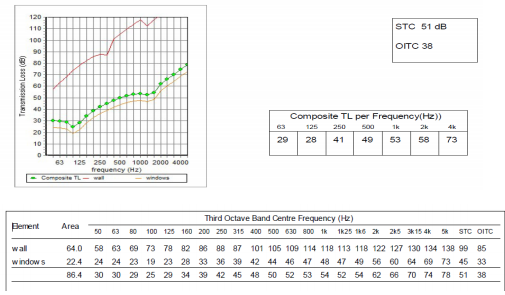 120
110
100
90
80
70
60
50
40
30
20
10
0
Transmission Loss (dB)
63 125 250 500 1000 2000 4000
frequency (Hz)
Composite TL wall windows
STC 51 dB
OITC 38
Composite TL per Frequency(Hz))
63 125 250 500 1k 2k 4k
29 28 41 49 53 58 73
Third Octave Band Centre Frequency (Hz)
Element Area 50 63 80 100 125 160 200 250 315 400 500 630 800 1k 1k25 1k6 2k 2k5 3k15 4k 5k STC OITC
wall 64.0 58 63 69 73 78 82 86 88 87 101 105 109 114 118 113 118 122 127 130 134 138 99 85
windows 22.4 24 24 23 19 23 28 33 36 39 42 44 46 47 48 47 49 56 60 64 69 73 45 33
86.4 30 30 29 25 29 34 39 42 45 48 50 52 53 54 52 54 62 66 70 74 78 51 38